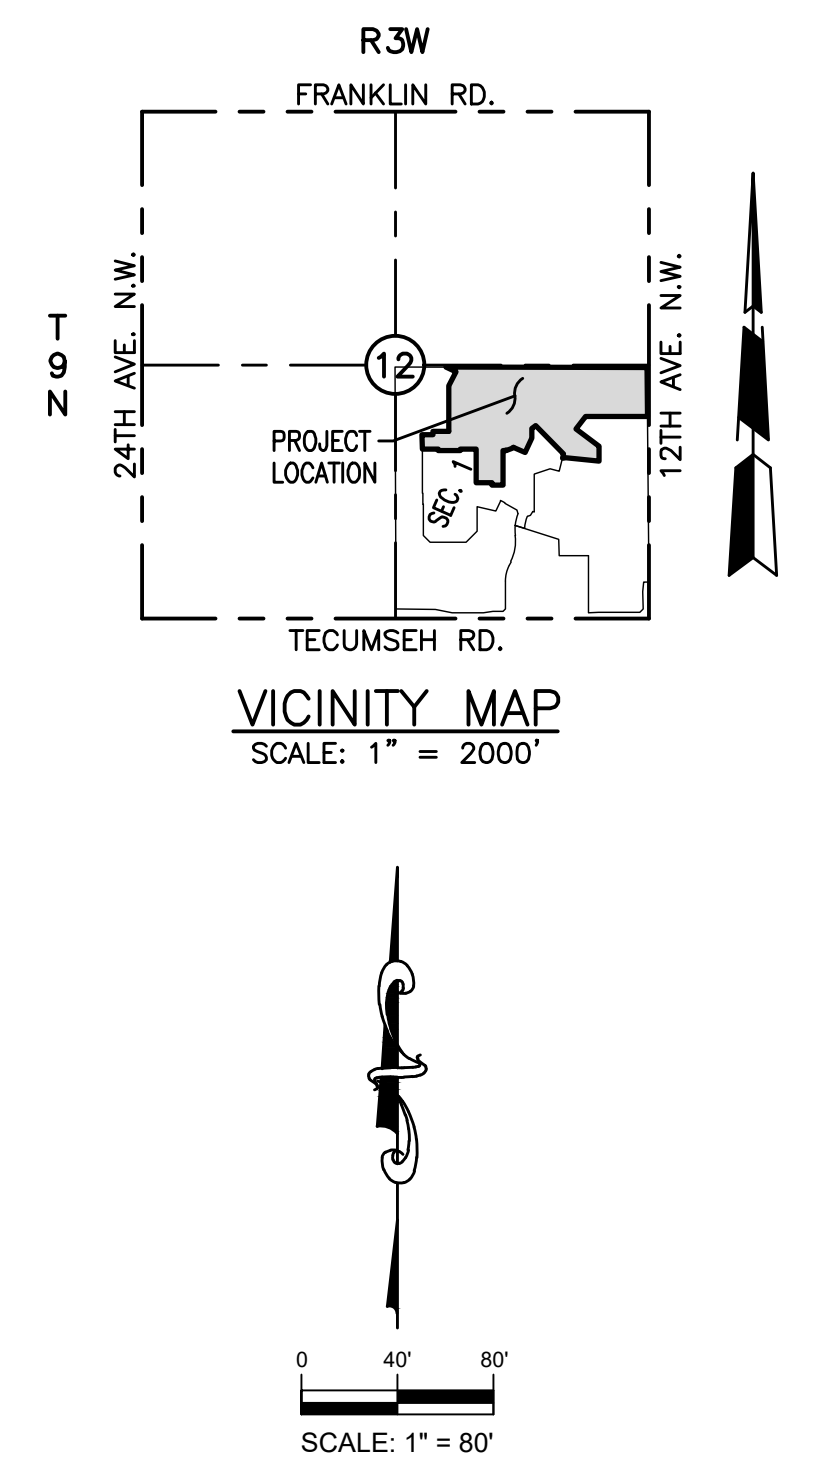 R3W
FRANKLIN RD.
24TH AVE. N.W.
12TH AVE. N.W.
T
9
N
12
PROJECT
LOCATION
SEC. 1
TECUMSEH RD.
VICINITY MAP
SCALE: 1" = 2000'
0 40' 80'
SCALE: 1" = 80'